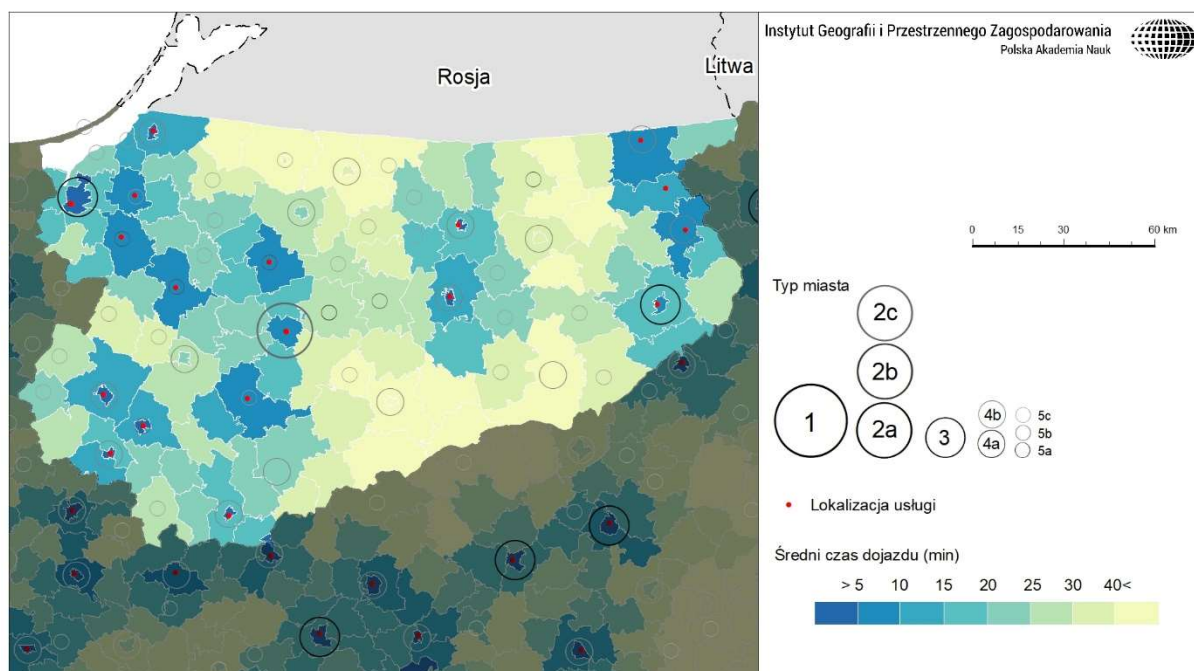 Instytut Geografii i Przestrzennego Zagospodarowania
Polska Akademia Nauk
Rosja
Litwa
0 15 30 60 km
Typ miasta
2c
2b
1
2a
3
4b
4a
5c
5b
5a
Lokalizacja usługi
Średni czas dojazdu (min)
> 5 10 15 20 25 30 40<